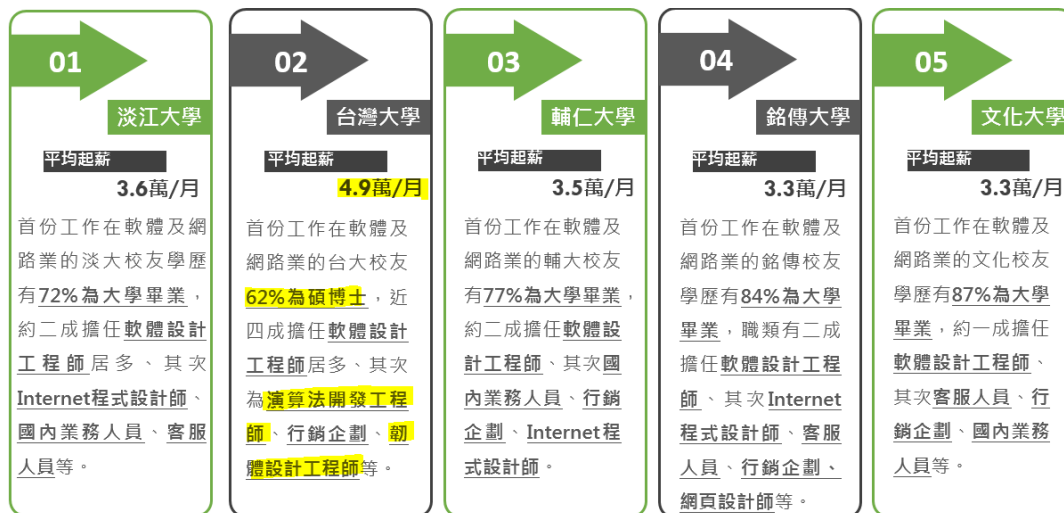 01
淡江大學
平均起薪
3.6萬/月
首份工作在軟體及網
路業的淡大校友學歷
有72%為大學畢業，
約二成擔任軟體設計
工程師居多、其次
Internet程式設計師、
國內業務人員、客服
人員等。
02
台灣大學
平均起薪
4.9萬/月
首份工作在軟體及
網路業的台大校友
62%為碩博士，近
四成擔任軟體設計
工程師居多、其次
為演算法開發工程
師、行銷企劃、韌
體設計工程師等。
03
輔仁大學
平均起薪
3.5萬/月
首份工作在軟體及
網路業的輔大校友
有77%為大學畢業，
約二成擔任軟體設
計工程師、其次國
內業務人員、行銷
企劃、Internet程
式設計師。
04
銘傳大學
平均起薪
3.3萬/月
首份工作在軟體及
網路業的銘傳校友
學歷有84%為大學
畢業，職類有二成
擔任軟體設計工程
師、其次Internet
程式設計師、客服
人員、行銷企劃、
網頁設計師等。
05
文化大學
平均起薪
3.3萬/月
首份工作在軟體及
網路業的文化校友
學歷有87%為大學
畢業，約一成擔任
軟體設計工程師、
其次客服人員、行
銷企劃、國內業務
人員等。